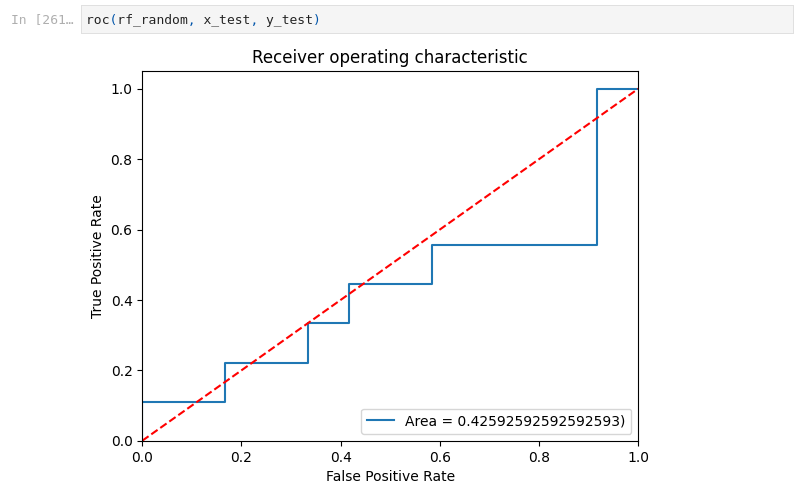 In [261… roc(rf_random, x_test, y_test)
Receiver operating characteristic
True Positive Rate
1.0
0.8
0.6
0.4
0.2
0.0
Area = 0.42592592592592593)
0.0 0.2 0.4 0.6 0.8 1.0
False Positive Rate